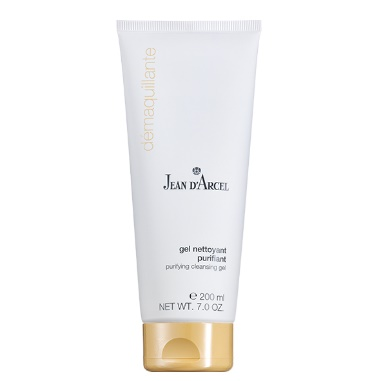 démaquillante
JEAN D'ARCEL
gel nettoyant
purifiant
purifying cleansing gel
e 200 ml
NET WT. 7.0 OZ.